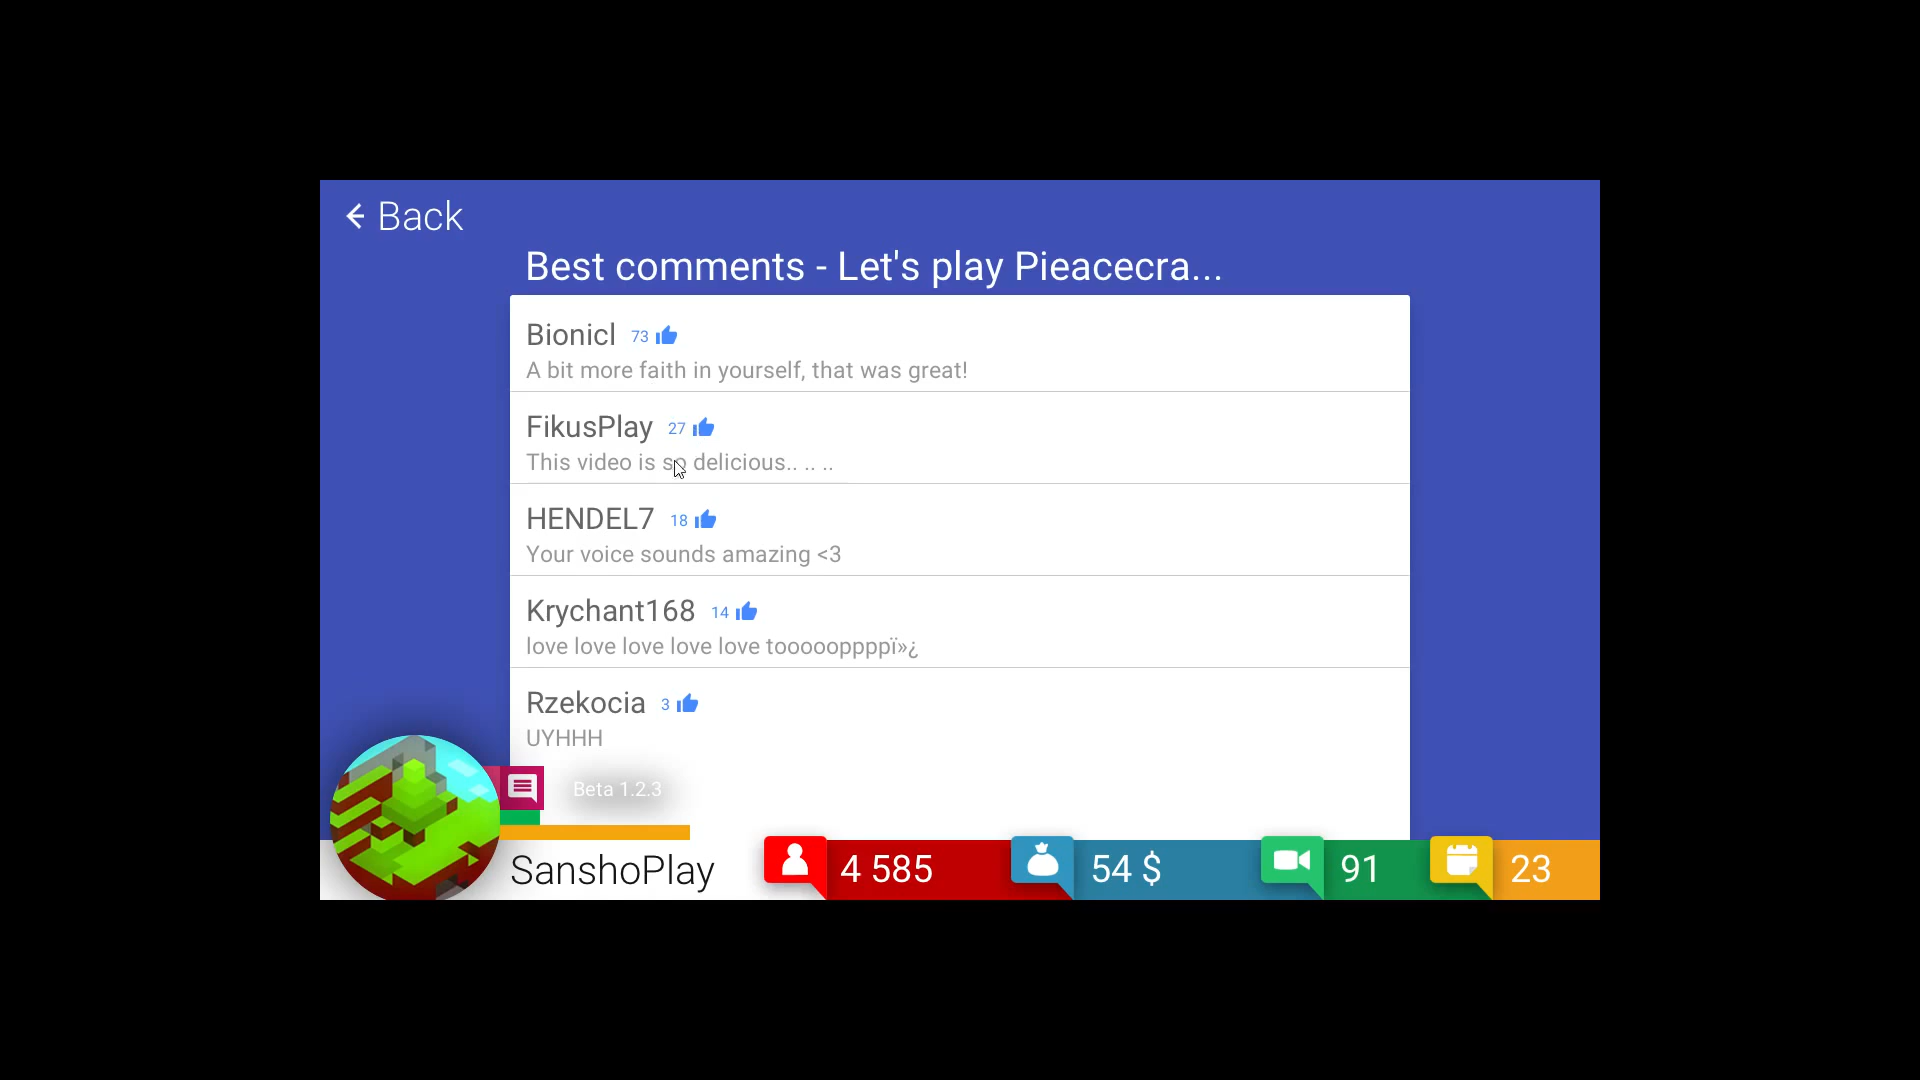 Back
Best comments - Let's play Pieacecra...
Bionicl 73
A bit more faith in yourself, that was great!
FikusPlay 27
This video is so delicious.. .. ..
HENDEL7 18
Your voice sounds amazing <3
Krychant168 14
love love love love love toooooppppï»¿
Rzekocia 3
UYHHH
Beta 1.2.3
SanshoPlay 4 585 54 $ 91 23